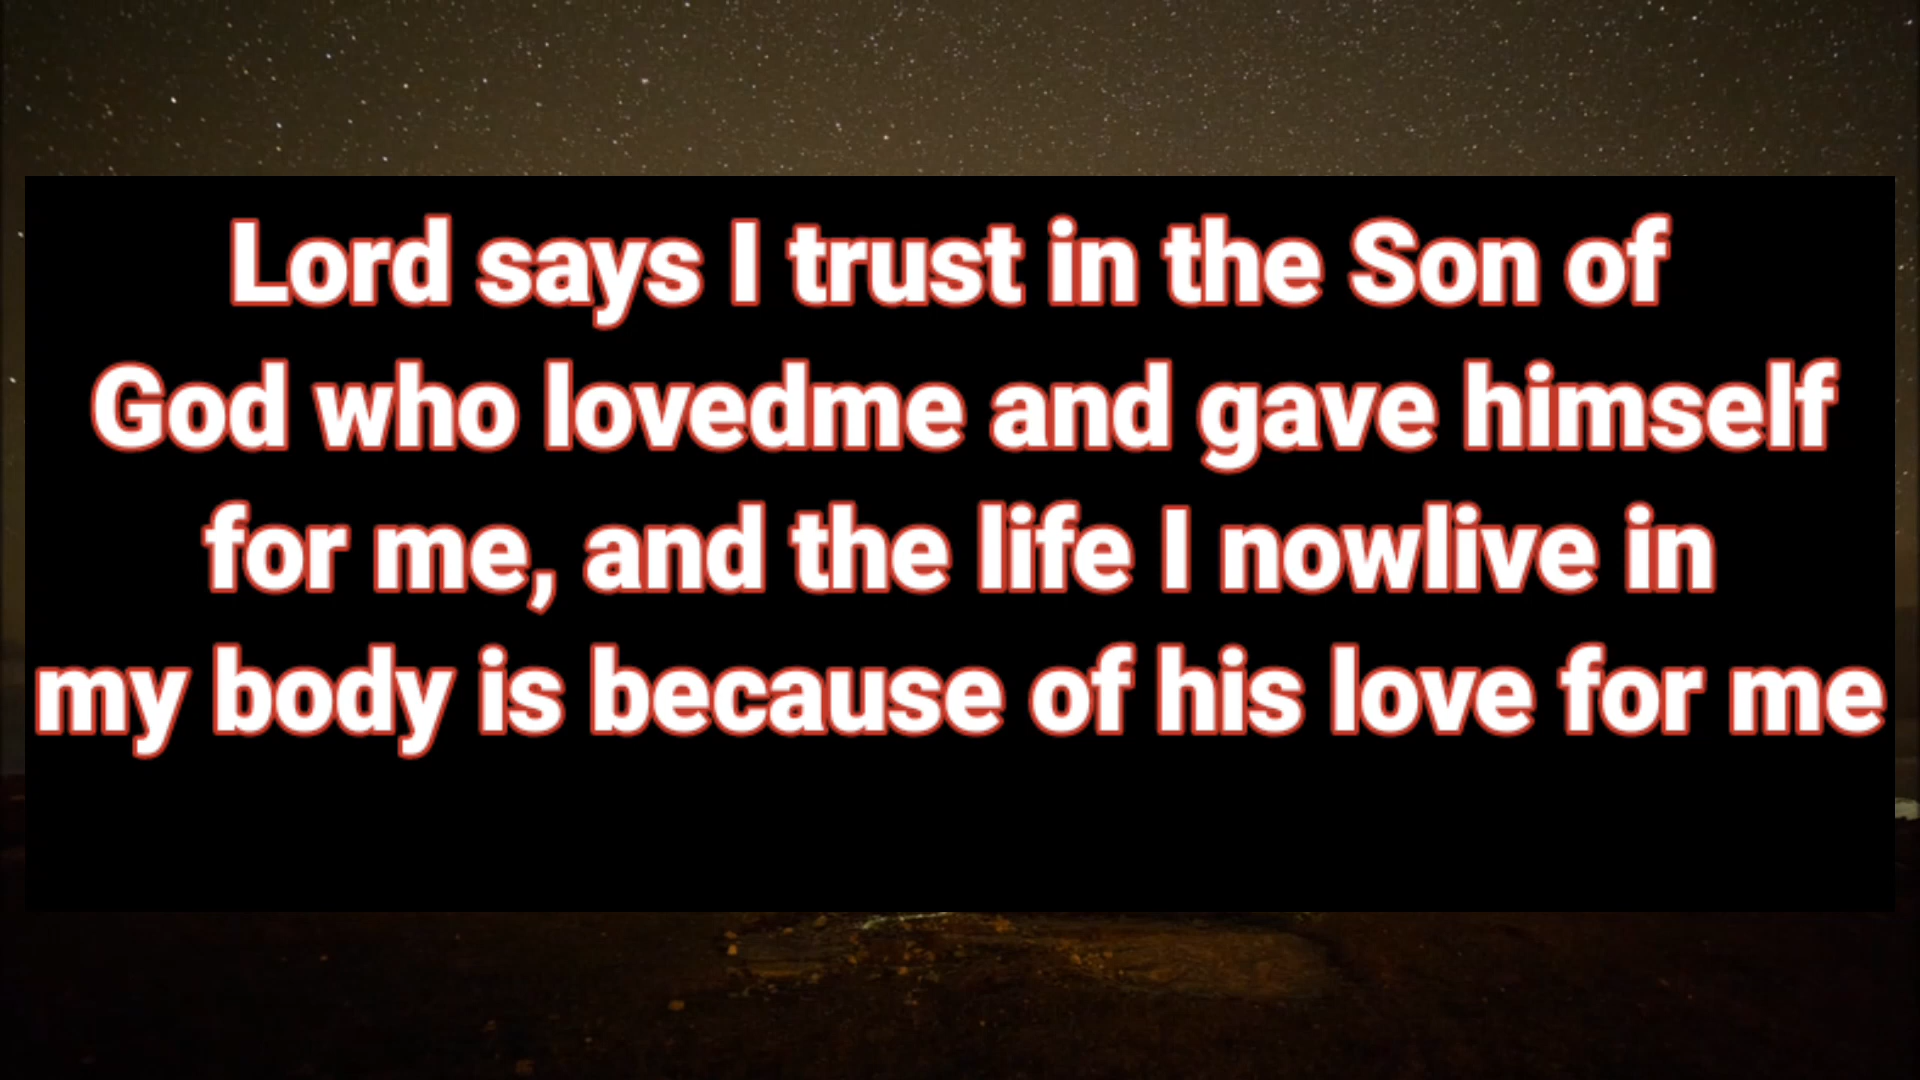 Lord says I trust in the Son of
God who lovedme and gave himself
for me, and the life I nowlive in
my body is because of his love for me